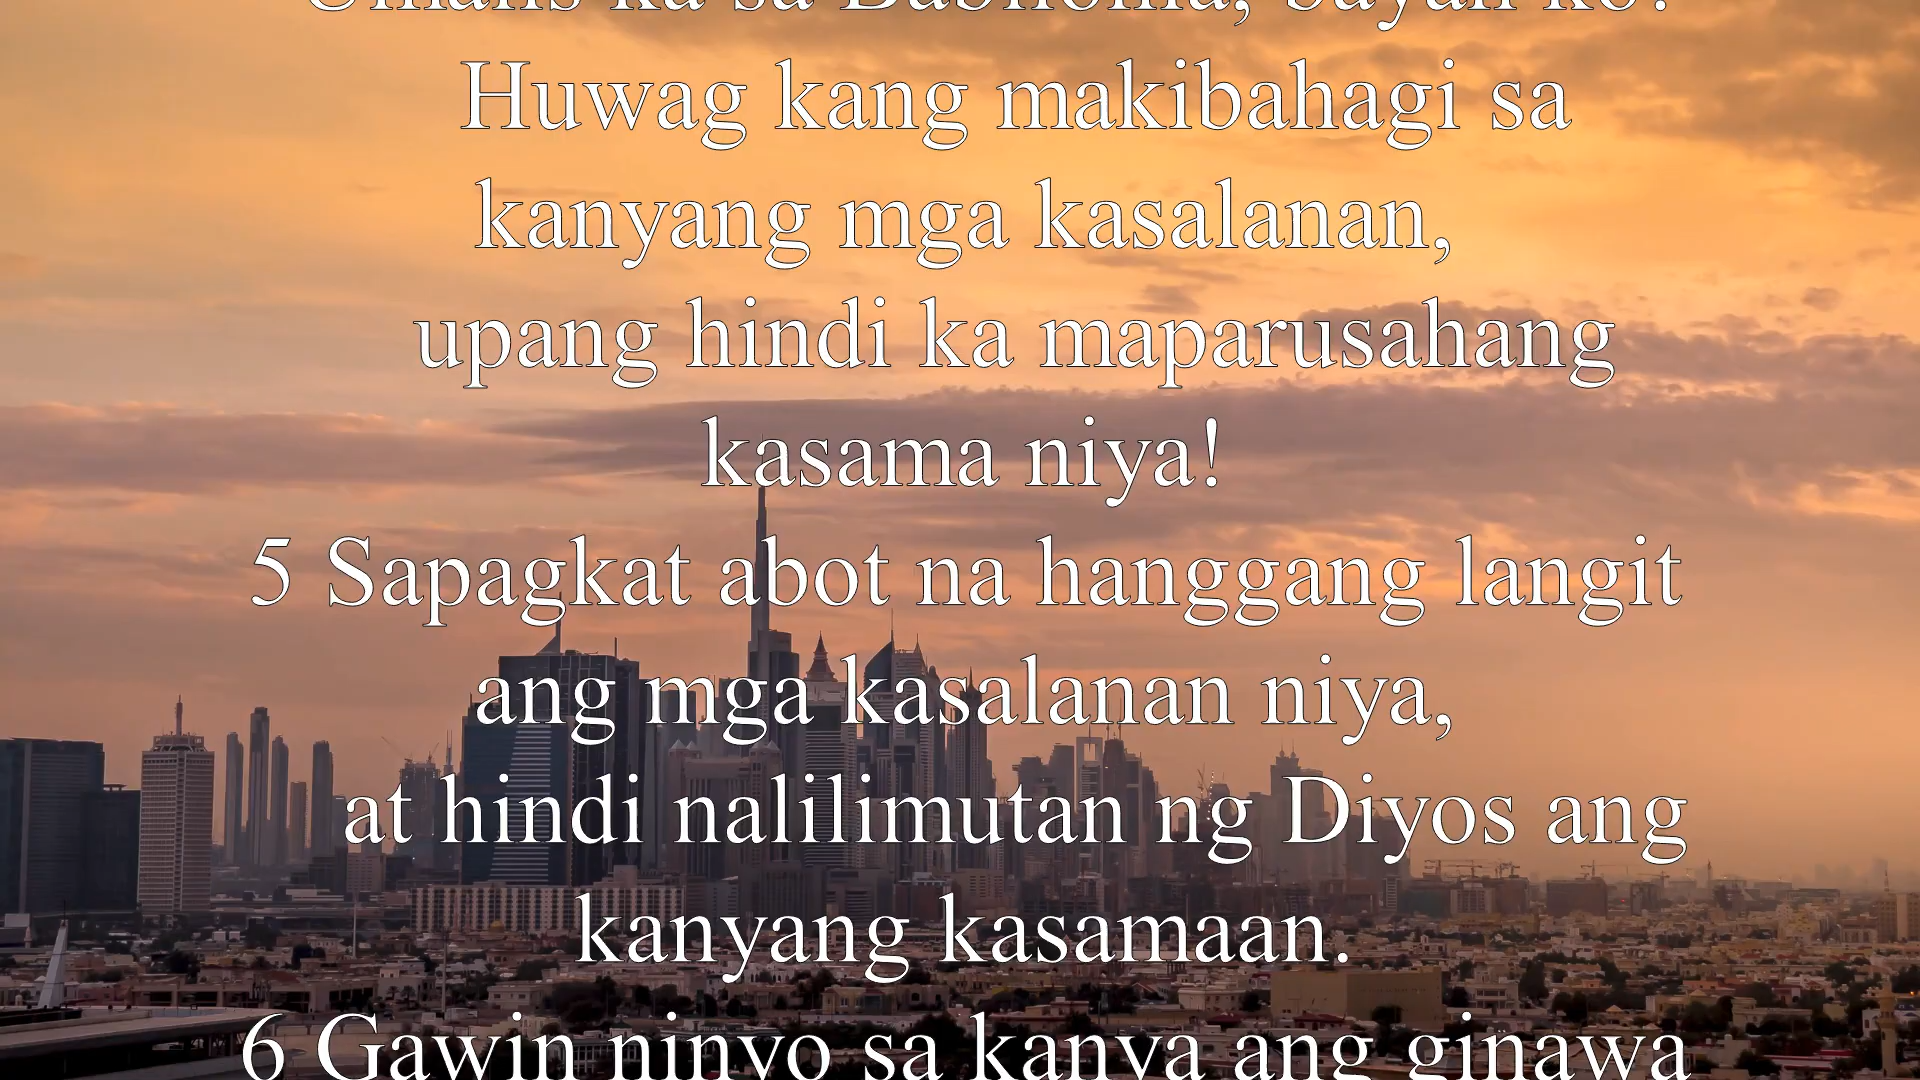 Umalis ka sa Babilonia, bayan ko!
Huwag kang makibahagi sa
kanyang mga kasalanan,
upang hindi ka maparusahang
kasama niya!
5 Sapagkat abot na hanggang langit
ang mga kasalanan niya,
at hindi nalilimutan ng Diyos ang
kanyang kasamaan.
6 Gawin ninyo sa kanya ang ginawa